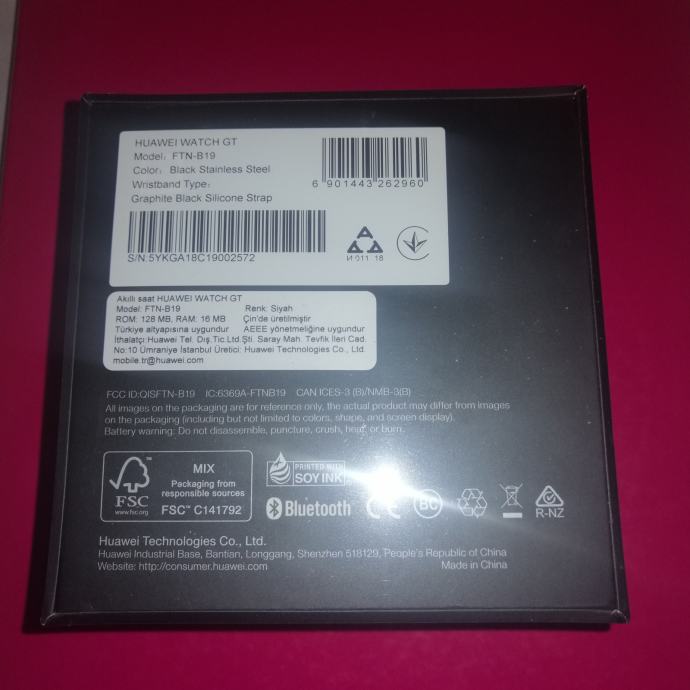 HUAWEI WATCH GT
Model: FTN-B19
Color: Black Stainless Steel
Wristband Type:
Graphite Black Silicone Strap
6 901443 262960
S/N:5YKGA18C19002572
И 011 18
Akıllı saat HUAWEI WATCH GT
Model: FTN-B19 Renk: Siyah
ROM: 128 MB, RAM: 16 MB Çin'de üretilmiştir
Türkiye altyapısına uygundur AEEE yönetmeliğine uygundur
İthalatçı: Huawei Tel. Dış.Tic.Ltd.Şti. Saray Mah. Tevfik İleri Cad.
No:10 Ümraniye İstanbul Üretici: Huawei Technologies Co., Ltd.
mobile.tr@huawei.com
FCC ID:QISFTN-B19 IC:6369A-FTNB19 CAN ICES-3 (B)/NMB-3(B)
All images on the packaging are for reference only, the actual product may differ from images
on the packaging (including but not limited to colors, shape, and screen display).
Battery warning: Do not disassemble, puncture, crush, heat, or burn.
FSC
www.fsc.org
MIX
Packaging from
responsible sources
FSC™ C141792
PRINTED WITH
SOY INK
Bluetooth
CE
BC
R-NZ
Huawei Technologies Co., Ltd.
Huawei Industrial Base, Bantian, Longgang, Shenzhen 518129, People's Republic of China
Website: http://consumer.huawei.com Made in China